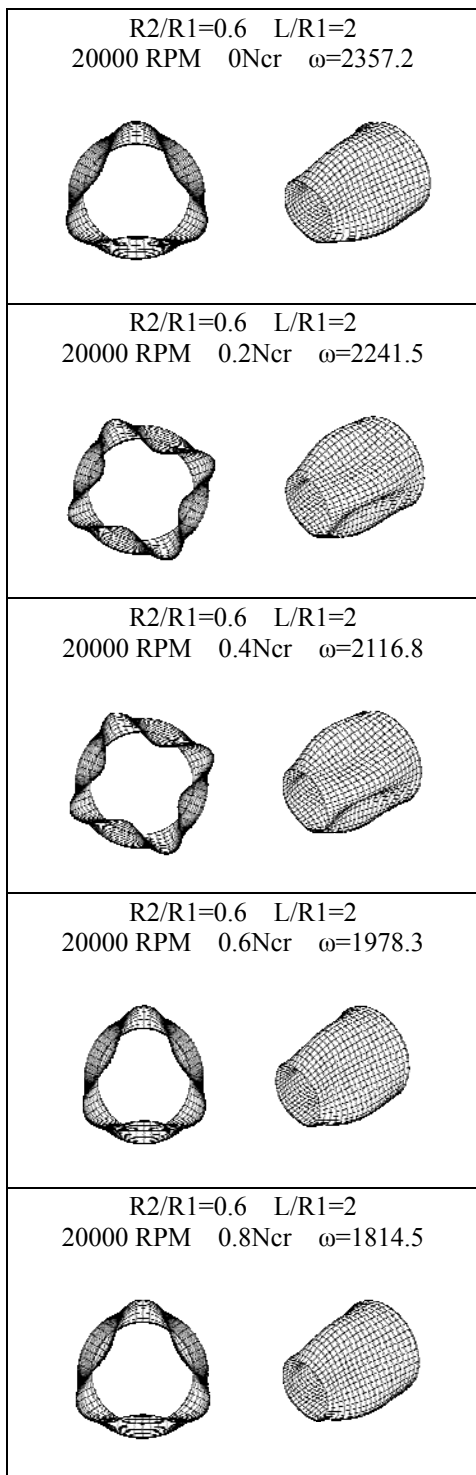 R2/R1=0.6 L/R1=2
20000 RPM 0Ncr ω=2357.2
R2/R1=0.6 L/R1=2
20000 RPM 0.2Ncr ω=2241.5
R2/R1=0.6 L/R1=2
20000 RPM 0.4Ncr ω=2116.8
R2/R1=0.6 L/R1=2
20000 RPM 0.6Ncr ω=1978.3
R2/R1=0.6 L/R1=2
20000 RPM 0.8Ncr ω=1814.5